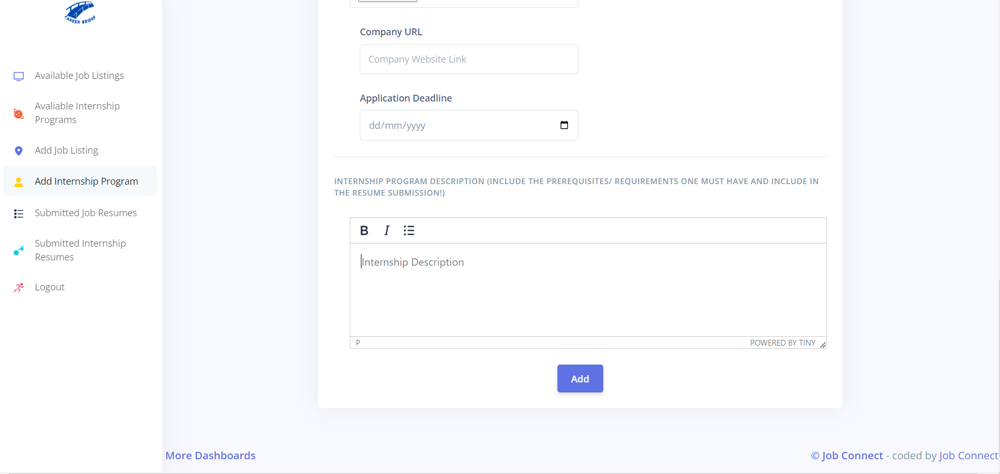 CAREER BRIDGE
Available Job Listings
Avaliable Internship
Programs
Add Job Listing
Add Internship Program
Submitted Job Resumes
Submitted Internship
Resumes
Logout
Company URL
Company Website Link
Application Deadline
dd/mm/yyyy
INTERNSHIP PROGRAM DESCRIPTION (INCLUDE THE PREREQUISITES/ REQUIREMENTS ONE MUST HAVE AND INCLUDE IN
THE RESUME SUBMISSION!)
B I
Internship Description
P
POWERED BY TINY
Add
More Dashboards
© Job Connect - coded by Job Connect